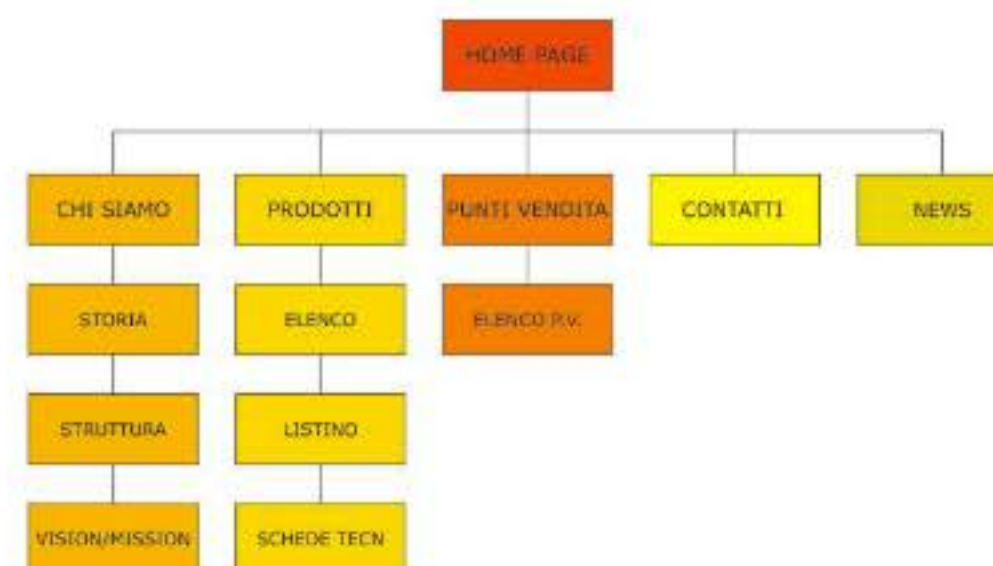 HOME PAGE
CHI SIAMO
PRODOTTI
PUNTI VENDITA
CONTATTI
NEWS
STORIA
ELENCO
ELENCO P.v.
STRUTTURA
LISTINO
VISION/MISSION
SCHEDE TECN